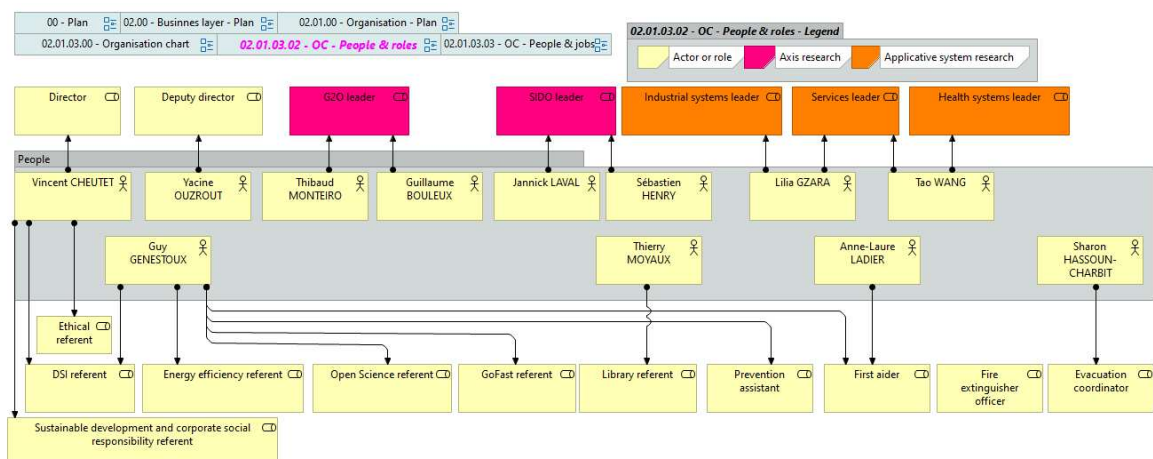 00 - Plan
02.00 - Businnes layer - Plan
02.01.00 - Organisation - Plan
02.01.03.00 - Organisation chart
02.01.03.02 - OC - People & roles
02.01.03.03 - OC - People & jobs
02.01.03.02 - OC - People & roles - Legend
Actor or role
Axis research
Applicative system research
Director
Deputy director
G2O leader
SIDO leader
Industrial systems leader
Services leader
Health systems leader
People
Vincent CHEUTET
Yacine
OUZROUT
Thibaud
MONTEIRO
Guillaume
BOULEUX
Jannick LAVAL
Sébastien
HENRY
Lilia GZARA
Tao WANG
Guy
GENESTOUX
Thierry
MOYAUX
Anne-Laure
LADIER
Sharon
HASSOUN-
CHARBIT
Ethical
referent
DSI referent
Energy efficiency referent
Open Science referent
GoFast referent
Library referent
Prevention
assistant
First aider
Fire
extinguisher
officer
Evacuation
coordinator
Sustainable development and corporate social
responsibility referent